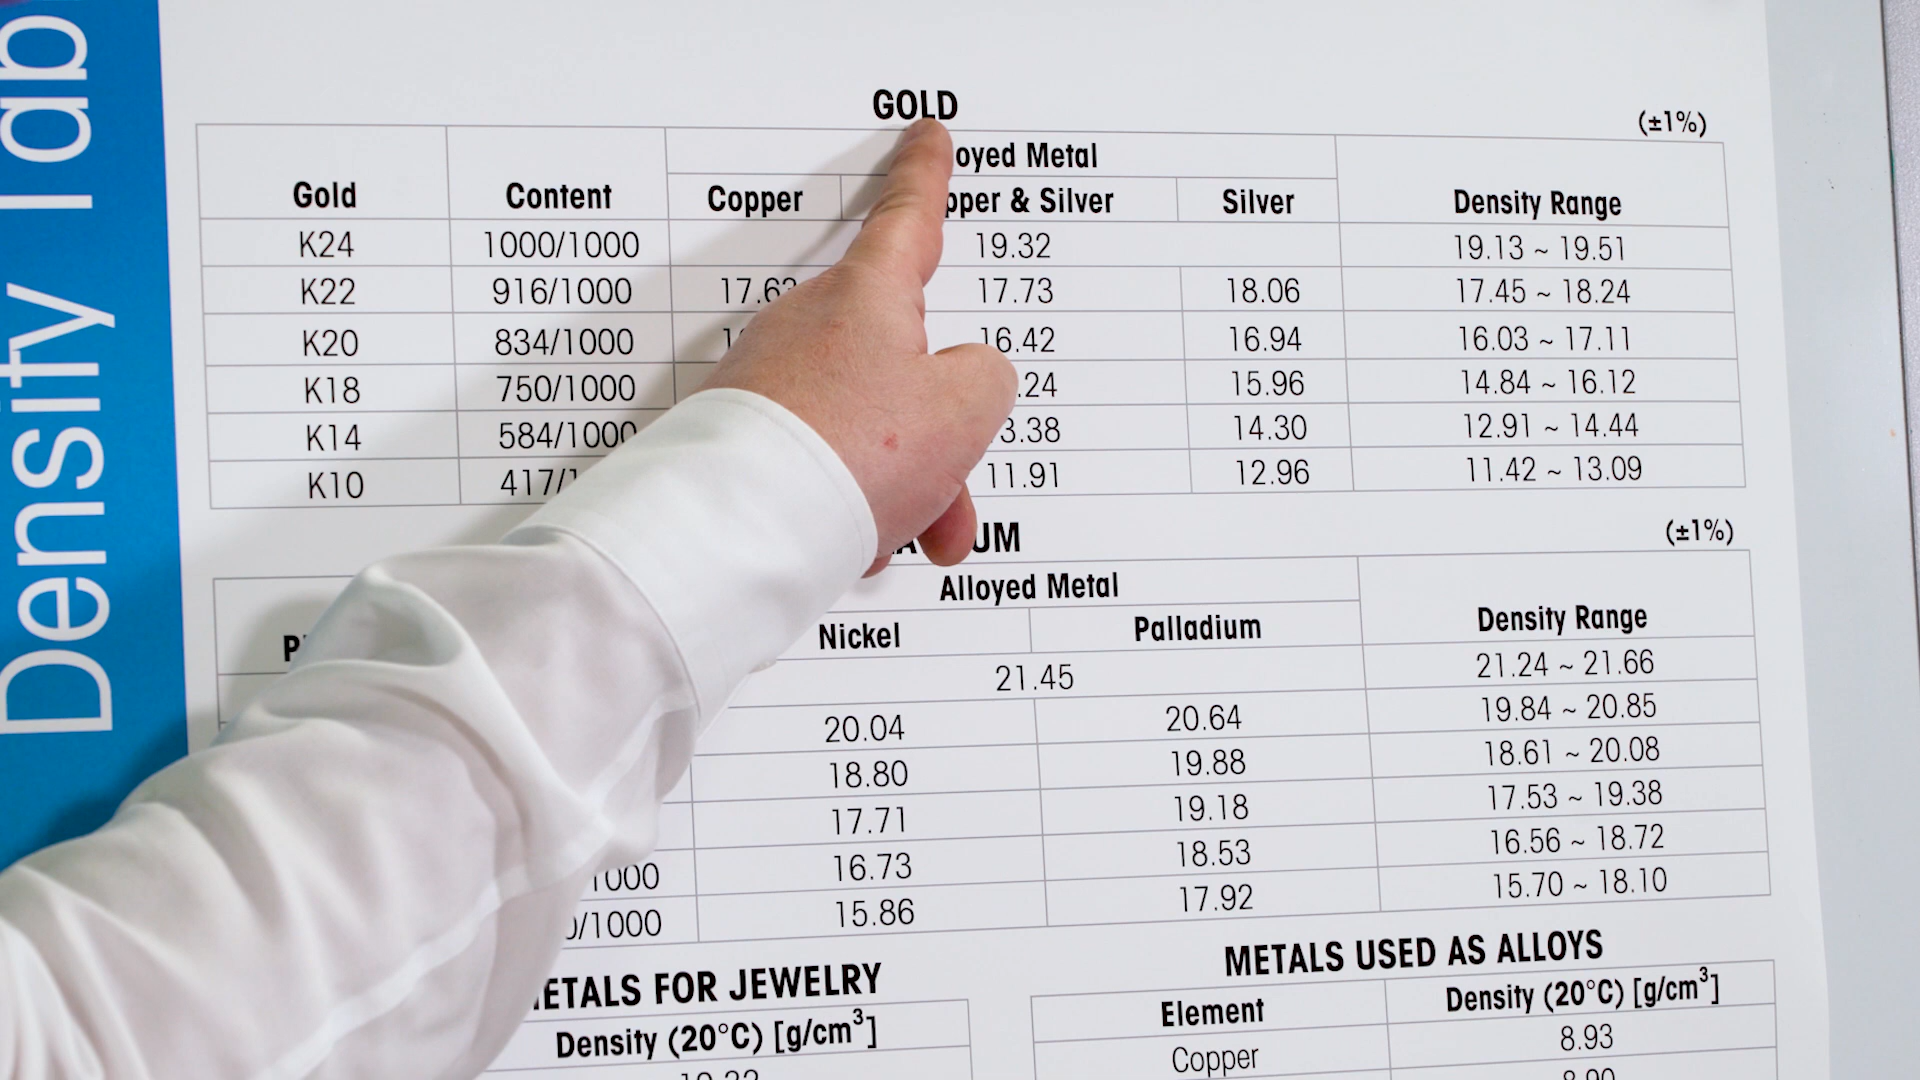 Density
GOLD
(±1%)
Metal
Gold Content Copper & Silver Silver Density Range
K24 1000/1000 19.32 19.13 ~ 19.51
K22 916/1000 17.73 18.06 17.45 ~ 18.24
K20 834/1000 16.42 16.94 16.03 ~ 17.11
K18 750/1000 15.96 14.84 ~ 16.12
K14 584/1000 14.30 12.91 ~ 14.44
K10 11.91 12.96 11.42 ~ 13.09
(±1%)
Alloyed Metal
Nickel Palladium Density Range
21.45 21.24 ~ 21.66
20.04 20.64 19.84 ~ 20.85
18.80 19.88 18.61 ~ 20.08
17.71 19.18 17.53 ~ 19.38
16.73 18.53 16.56 ~ 18.72
15.86 17.92 15.70 ~ 18.10
FOR JEWELRY
Density (20°C) [g/cm³]
METALS USED AS ALLOYS
Element Density (20°C) [g/cm³]
Copper 8.93